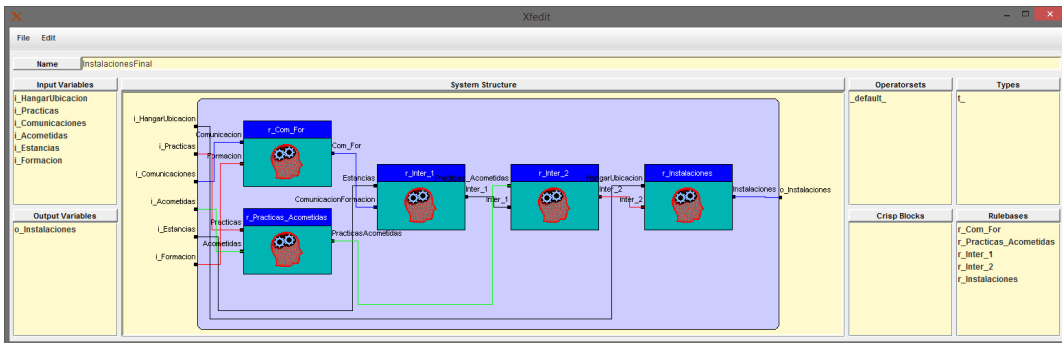 Xfedit
File Edit
Name InstalacionesFinal
Input Variables
i_HangarUbicacion
i_Practicas
i_Comunicaciones
i_Acometidas
i_Estancias
i_Formacion
Output Variables
o_Instalaciones
System Structure
i_HangarUbicacion
i_Practicas
i_Comunicaciones
i_Acometidas
i_Estancias
i_Formacion
Comunicacion
Formacion
r_Com_For
Com_For
Practicas
Acometidas
r_Practicas_Acometidas
PracticasAcometidas
Estancias
ComunicacionFormacion
r_Inter_1
Inter_1
Practicas_Acometidas
Inter_1
r_Inter_2
Inter_2
HangarUbicacion
Inter_2
r_Instalaciones
Instalaciones
o_Instalaciones
Operatorsets
_default_
Types
t_
Crisp Blocks
Rulebases
r_Com_For
r_Practicas_Acometidas
r_Inter_1
r_Inter_2
r_Instalaciones